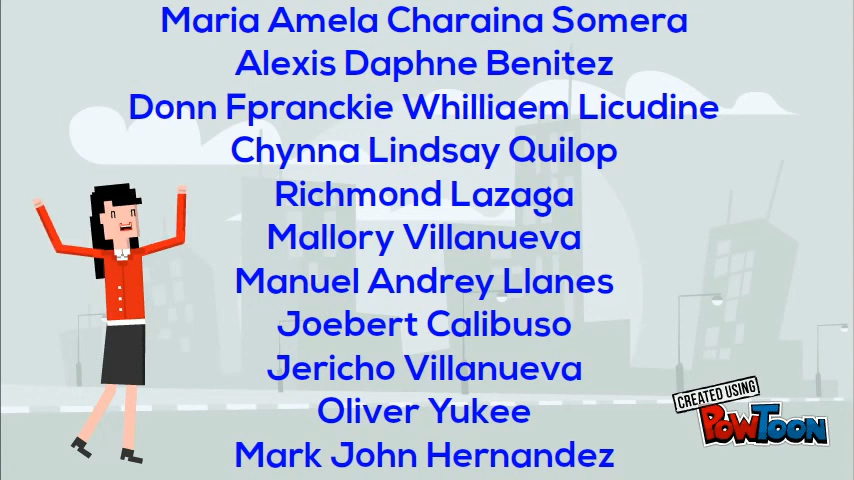 Maria Amela Charaina Somera
Alexis Daphne Benitez
Donn Fpranckie Whilliaem Licudine
Chynna Lindsay Quilop
Richmond Lazaga
Mallory Villanueva
Manuel Andrey Llanes
Joebert Calibuso
Jericho Villanueva
Oliver Yukee
Mark John Hernandez
CREATED USING
POWTOON